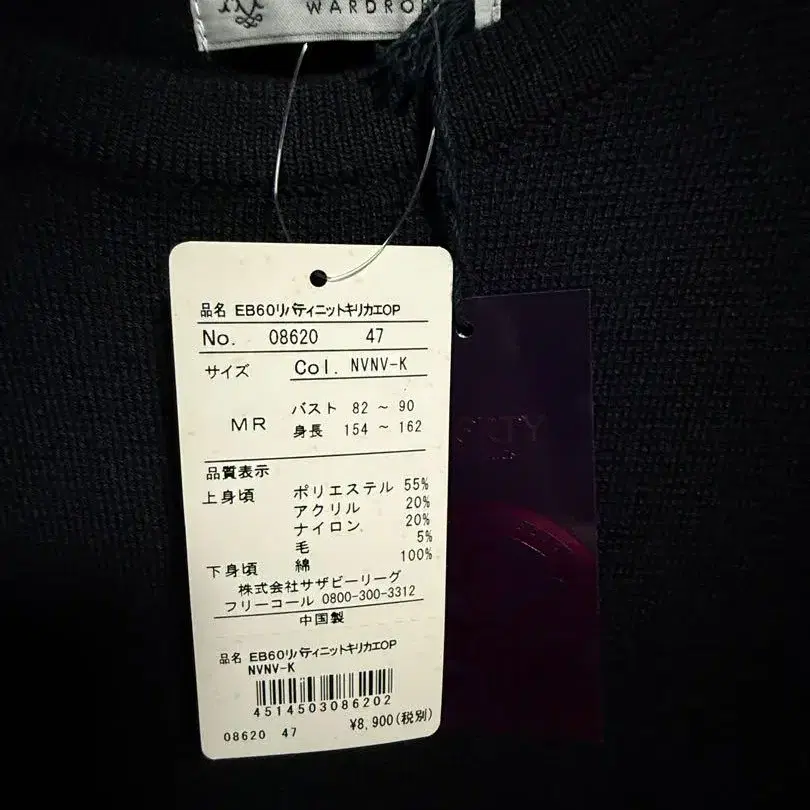 品名 EB60リバティニットキリカエOP
No. 08620 47
サイズ Col. NVNV-K
MR バスト 82 ~ 90
身長 154 ~ 162
品質表示
上身頃 ポリエステル 55%
アクリル 20%
ナイロン 20%
毛 5%
下身頃 綿 100%
株式会社サザビーリーグ
フリーコール 0800-300-3312
中国製
品名 EB60リバティニットキリカエOP
NVNV-K
4514503086202
¥8,900(税別)
08620 47